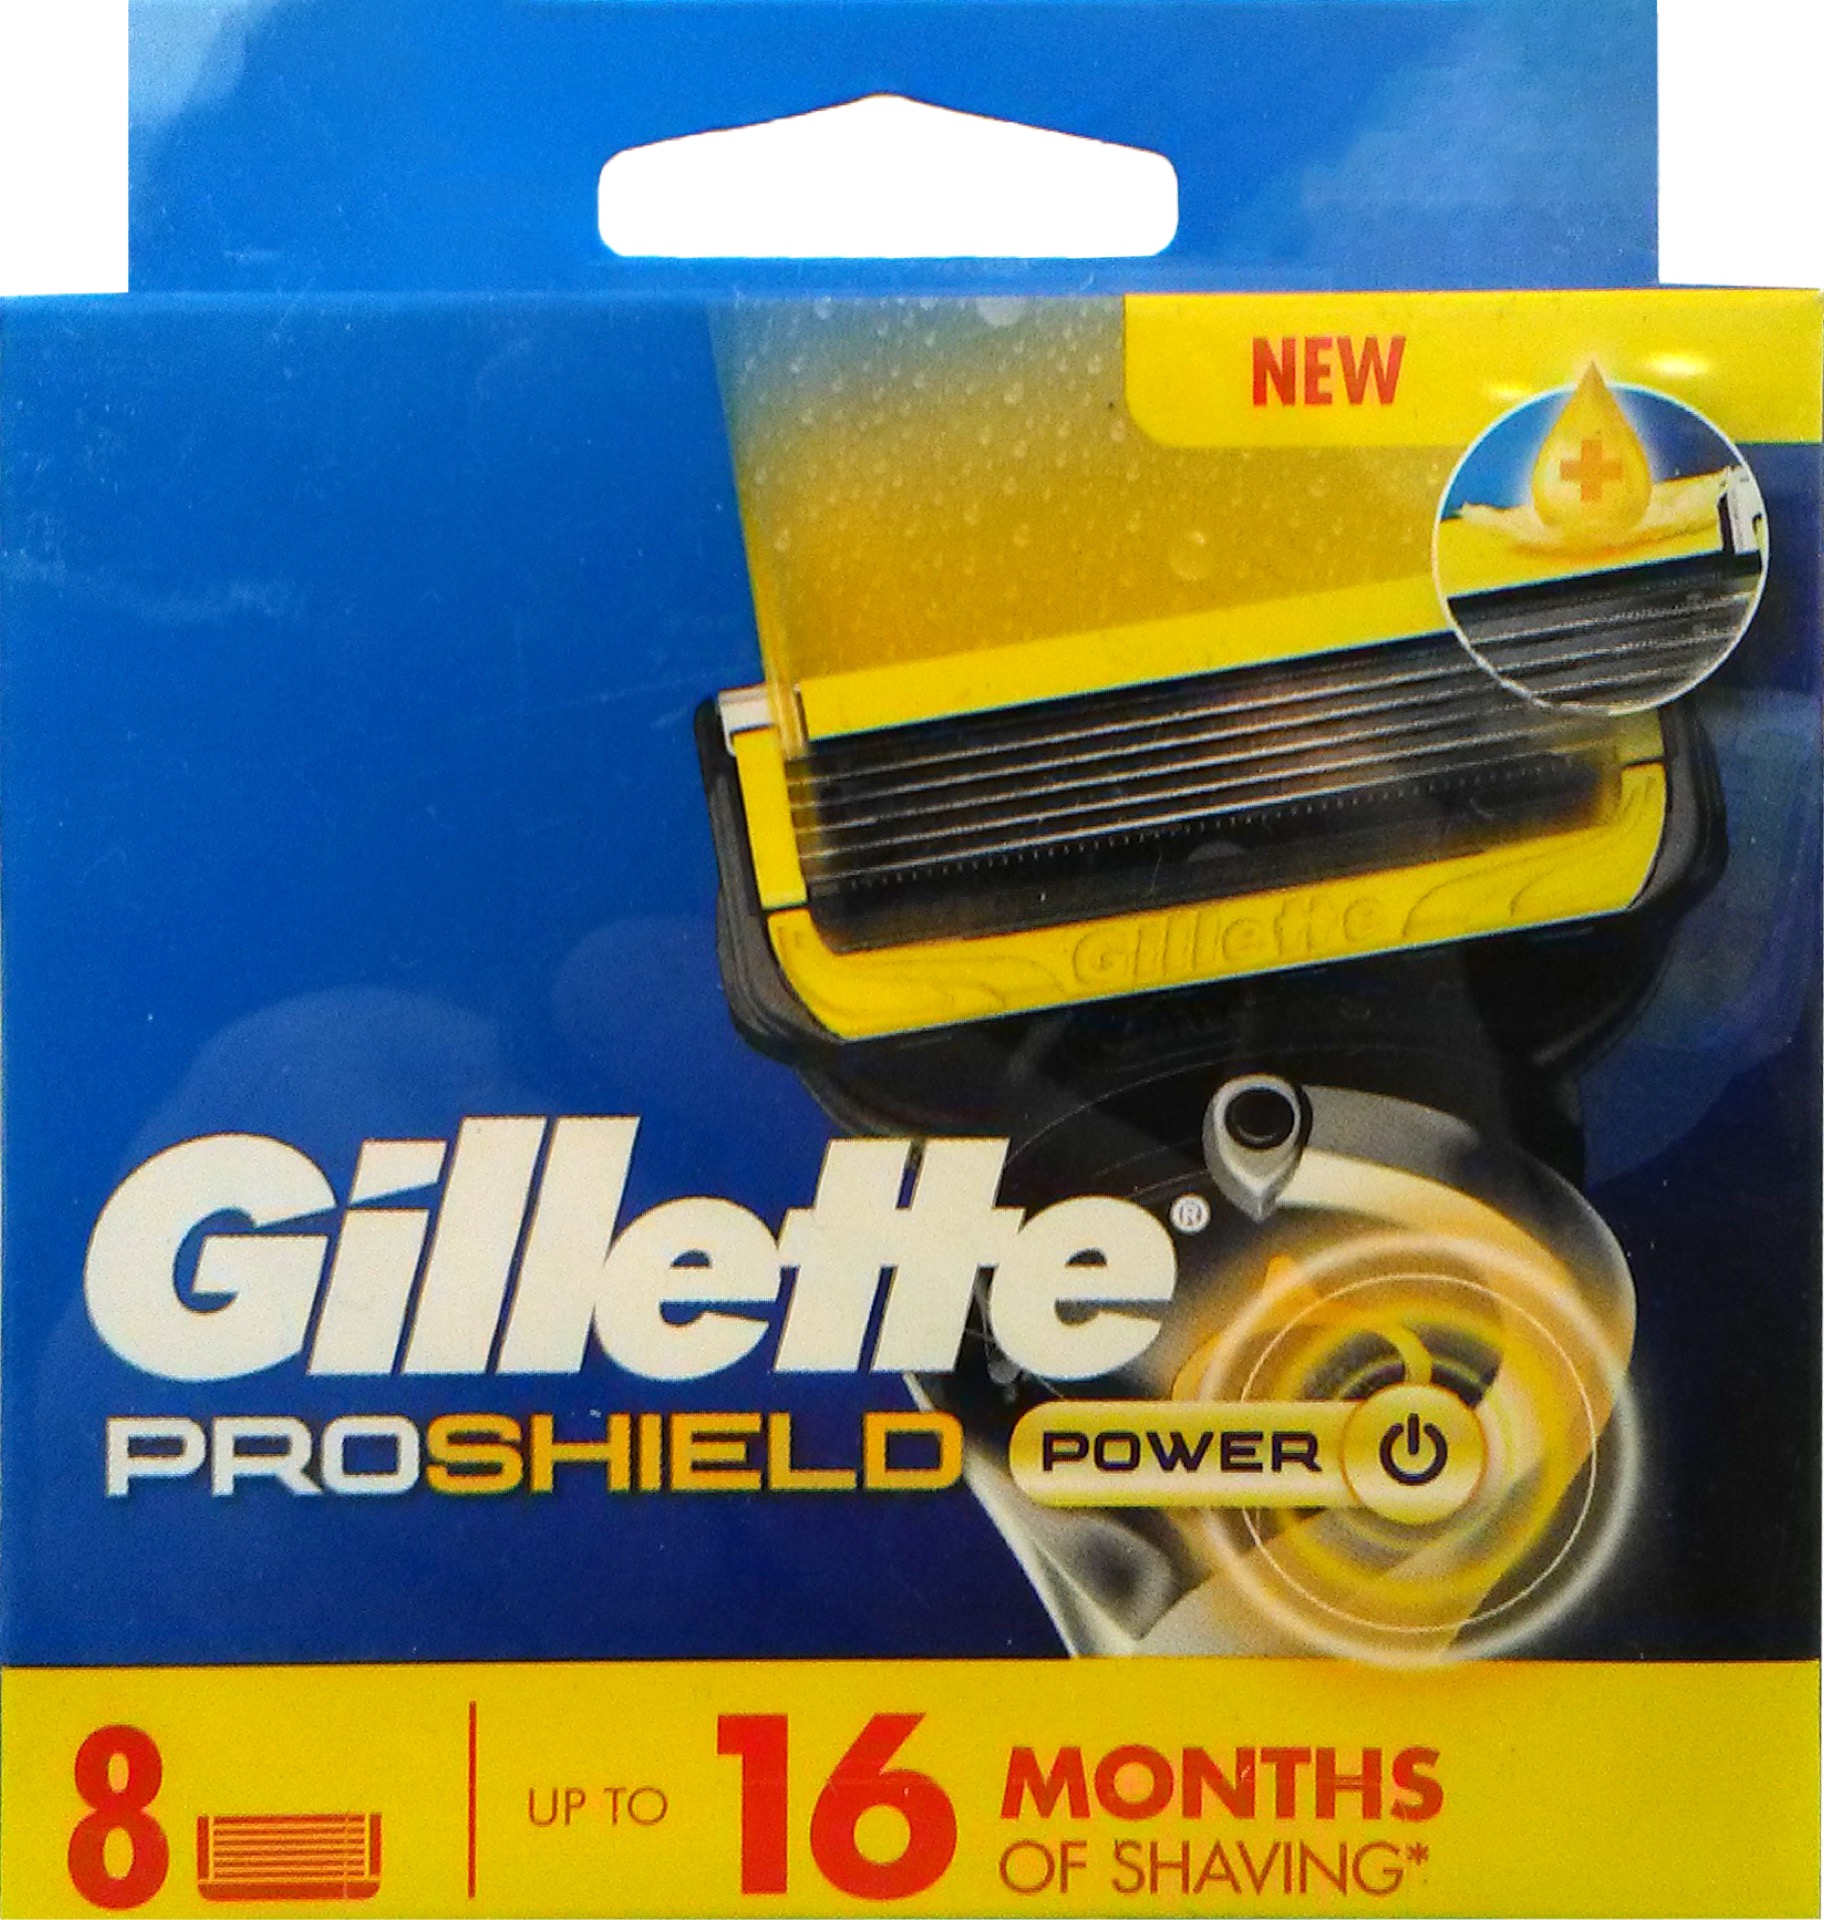 NEW
Gillette
Gillette®
PROSHIELD POWER
8
UP TO 16 MONTHS
OF SHAVING*